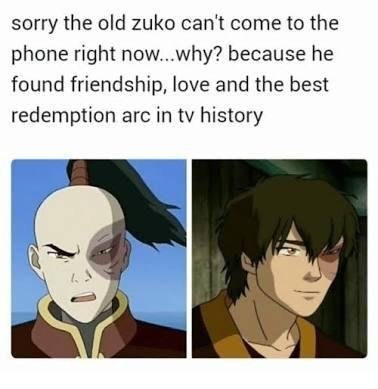 sorry the old zuko can't come to the
phone right now...why? because he
found friendship, love and the best
redemption arc in tv history